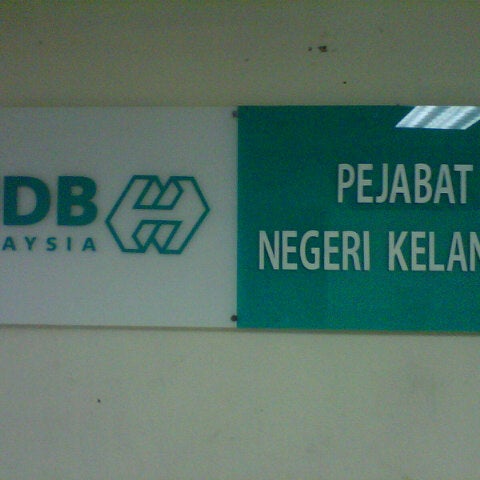 DB
AYSIA
PEJABAT
NEGERI KELAN